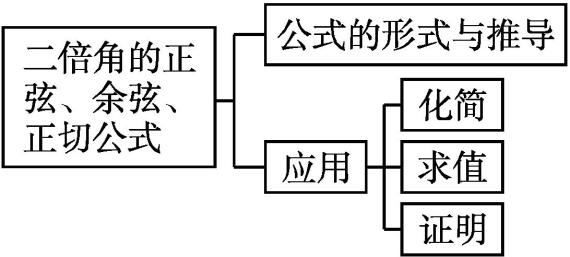 二倍角的正
弦、余弦、
正切公式
公式的形式与推导
应用
化简
求值
证明